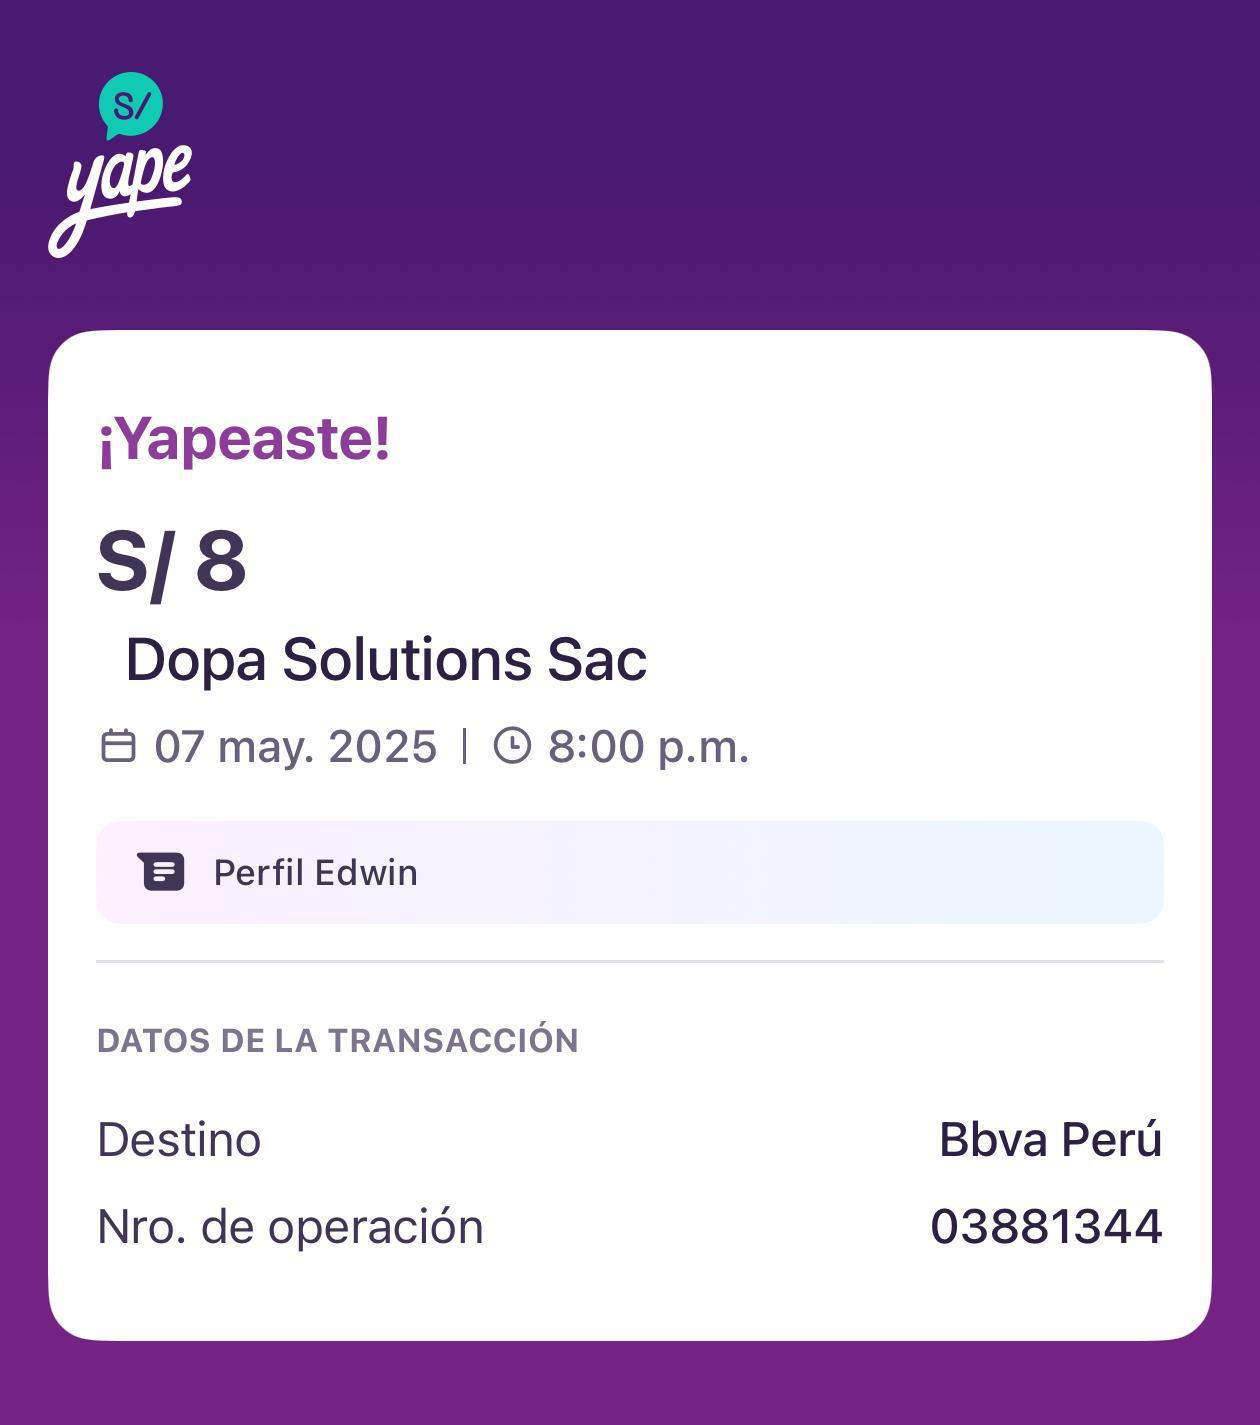 S/
yape
¡Yapeaste!
S/ 8
Dopa Solutions Sac
07 may. 2025 | 8:00 p.m.
Perfil Edwin
DATOS DE LA TRANSACCIÓN
Destino Bbva Perú
Nro. de operación 03881344